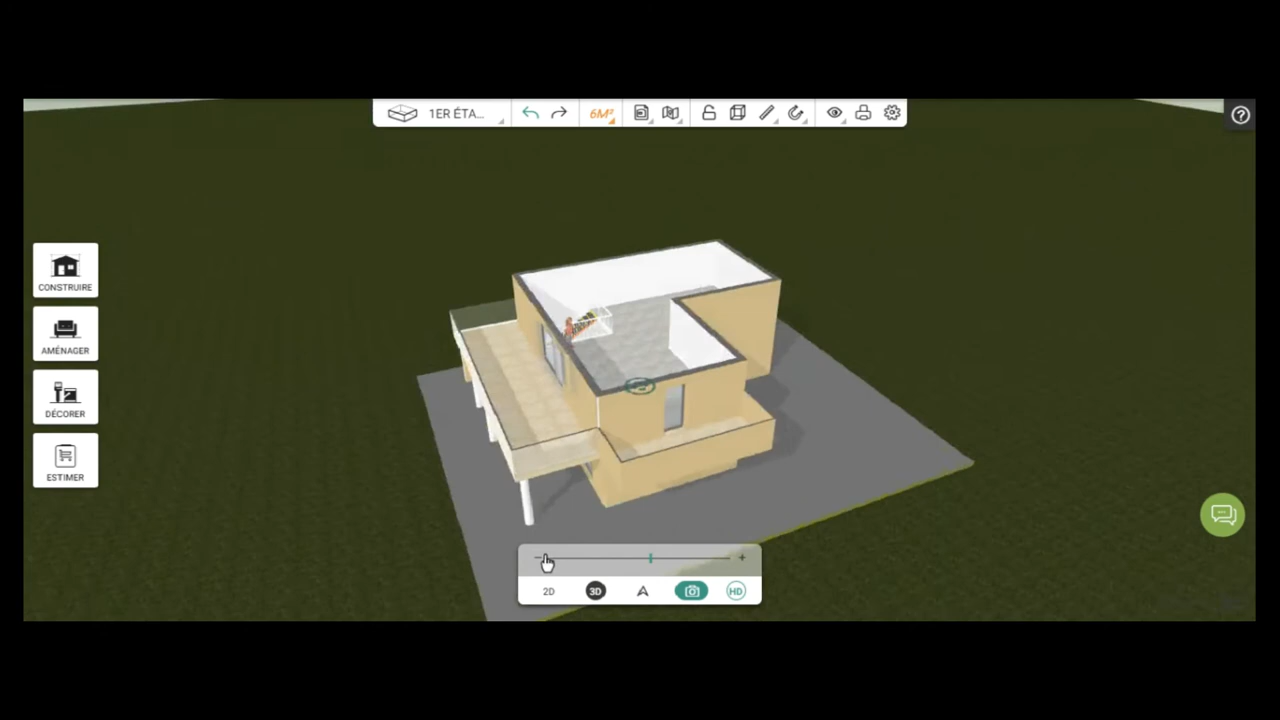 1ER ÉTA...
6M²
CONSTRUIRE
AMÉNAGER
DÉCORER
ESTIMER
2D
3D
HD